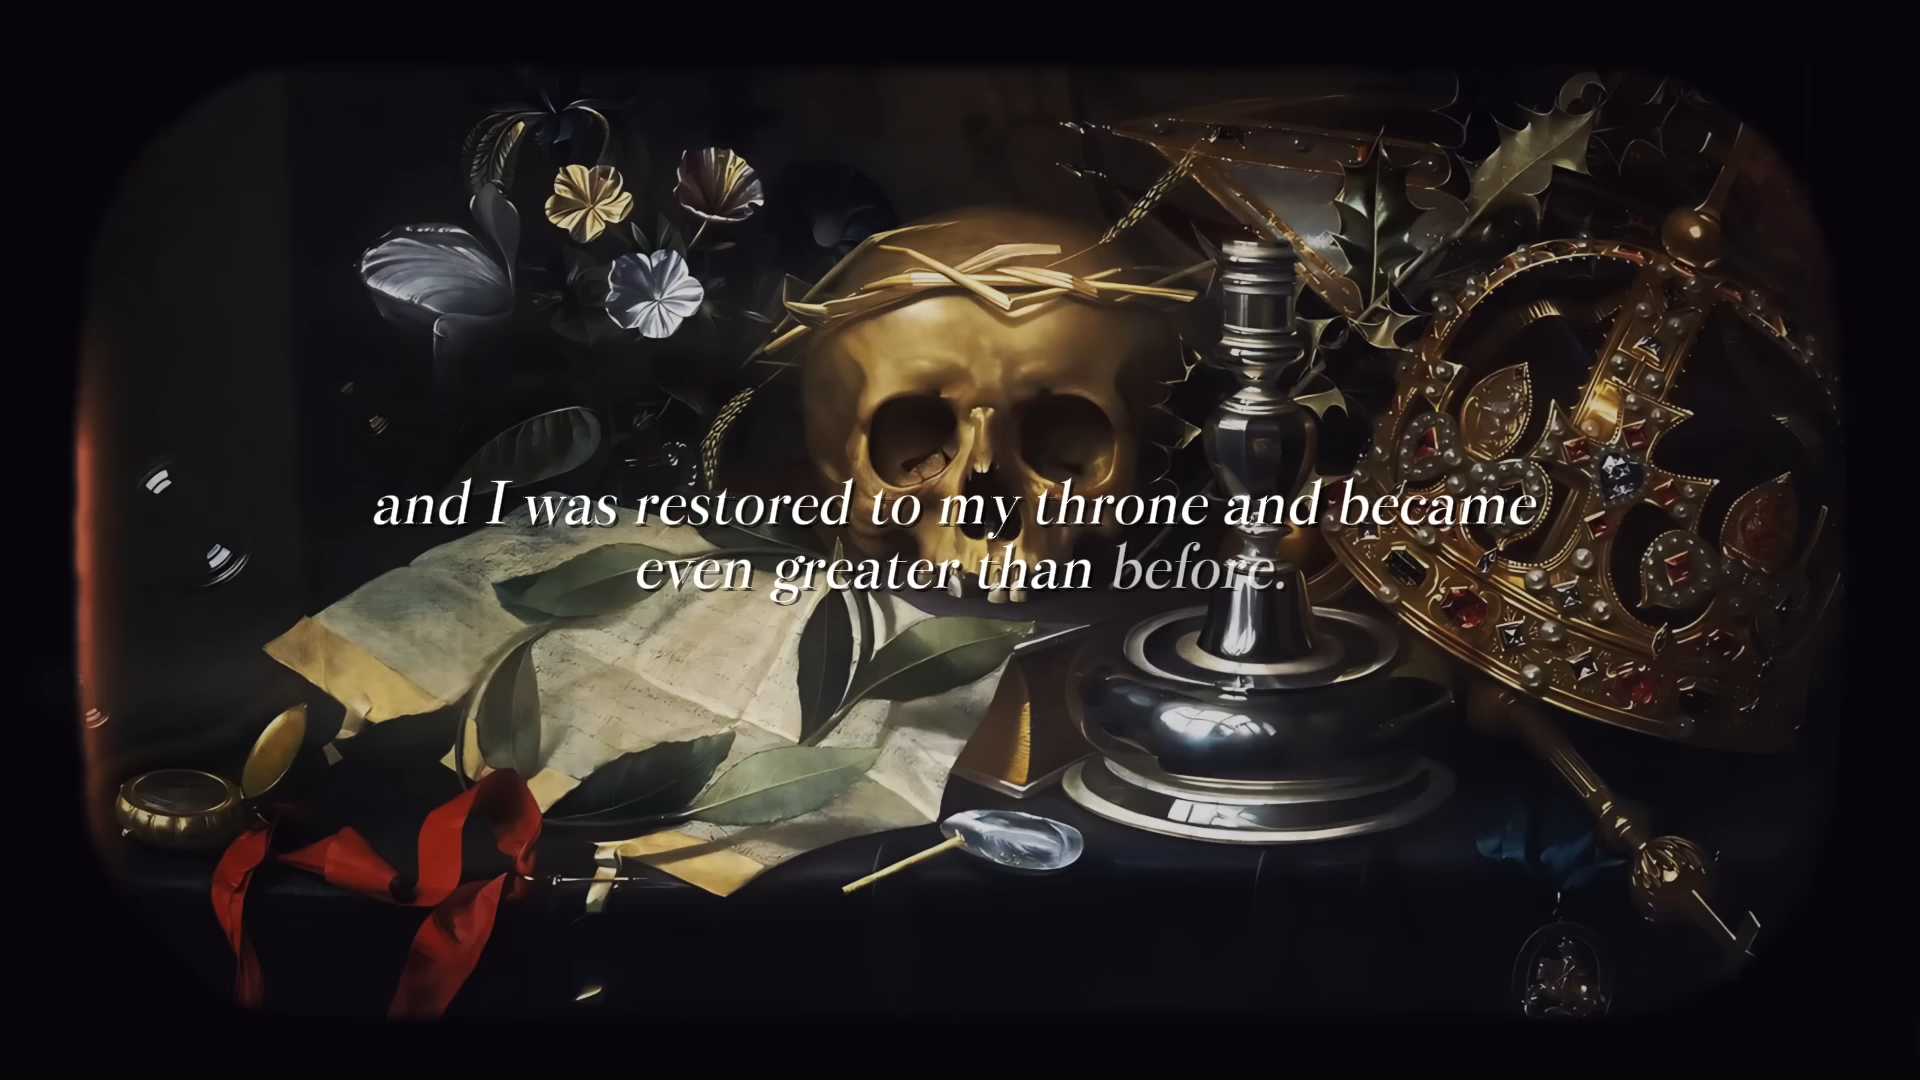 and I was restored to my throne and became
even greater than before.